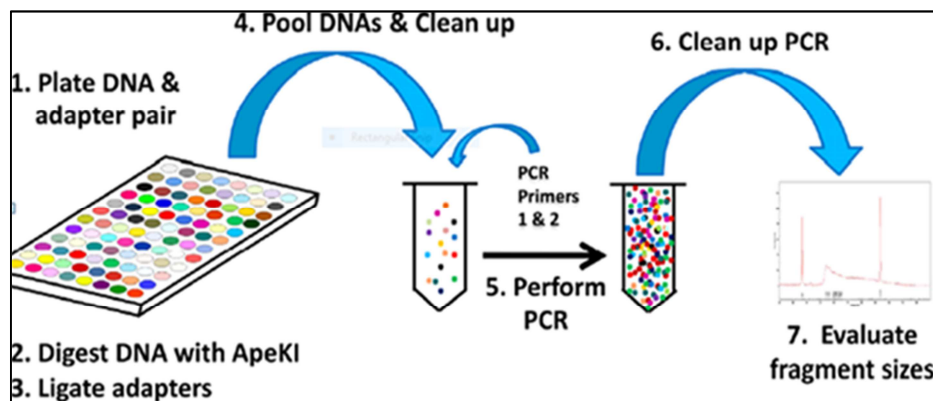 4. Pool DNAs & Clean up
6. Clean up PCR
1. Plate DNA &
adapter pair
PCR
Primers
1 & 2
5. Perform
PCR
2. Digest DNA with ApeKI
3. Ligate adapters
7. Evaluate
fragment sizes